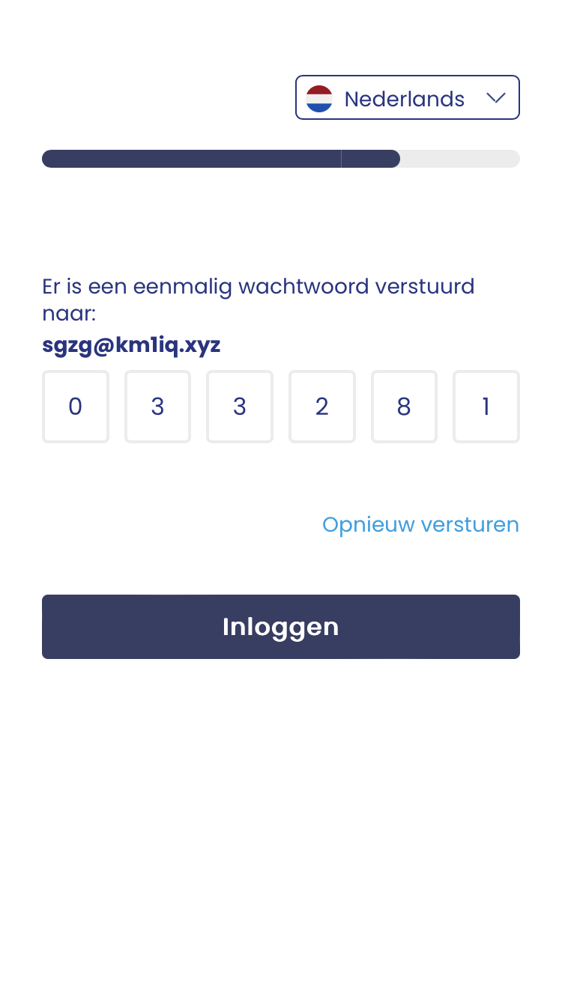 Nederlands
Er is een eenmalig wachtwoord verstuurd
naar:
sgzg@km1iq.xyz
0 3 3 2 8 1
Opnieuw versturen
Inloggen